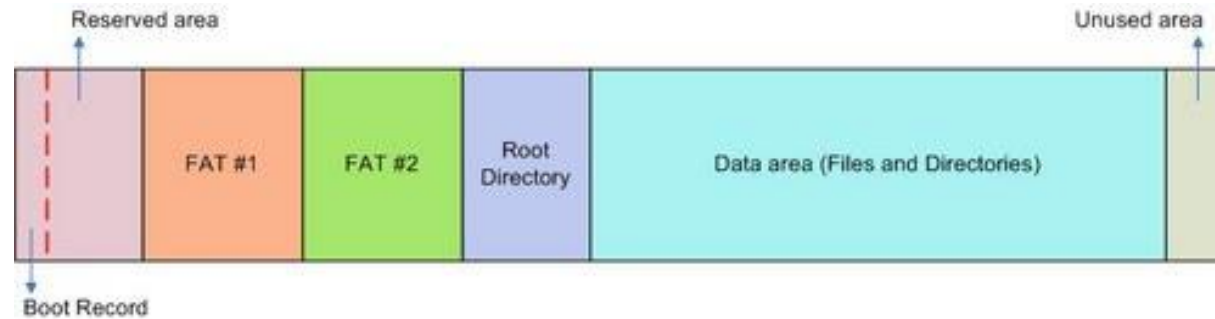 Reserved area
Unused area
FAT #1
FAT #2
Root
Directory
Data area (Files and Directories)
Boot Record